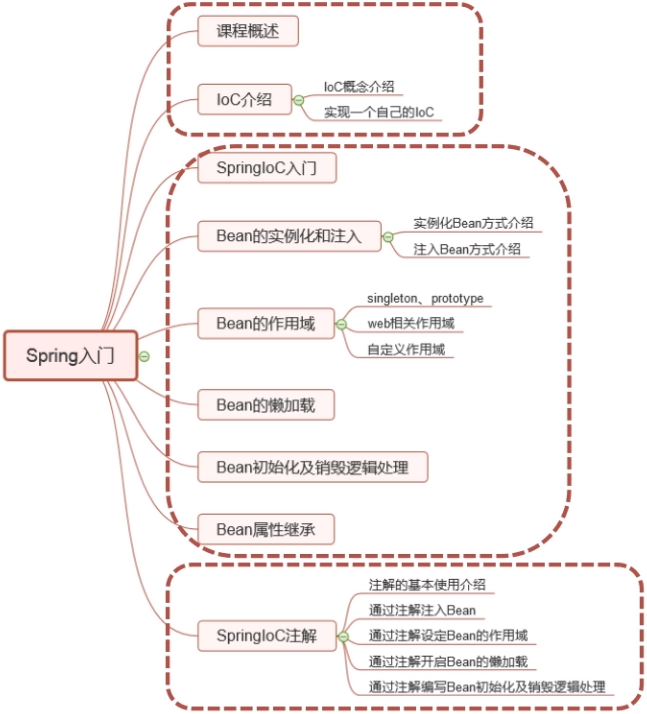 课程概述
IoC介绍
IoC概念介绍
实现一个自己的IoC
SpringIoC入门
Bean的实例化和注入
实例化Bean方式介绍
注入Bean方式介绍
Bean的作用域
singleton、prototype
web相关作用域
自定义作用域
Spring入门
Bean的懒加载
Bean初始化及销毁逻辑处理
Bean属性继承
SpringIoC注解
注解的基本使用介绍
通过注解注入Bean
通过注解设定Bean的作用域
通过注解开启Bean的懒加载
通过注解编写Bean初始化及销毁逻辑处理